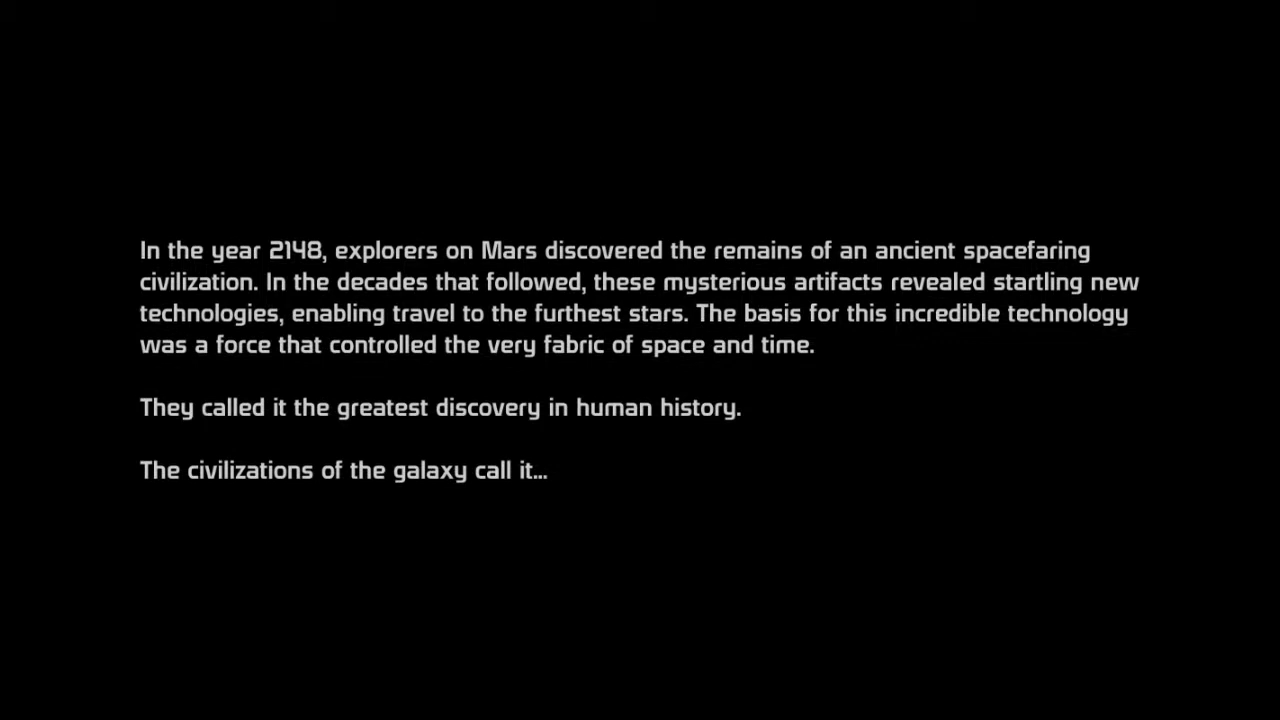 In the year 2148, explorers on Mars discovered the remains of an ancient spacefaring
civilization. In the decades that followed, these mysterious artifacts revealed startling new
technologies, enabling travel to the furthest stars. The basis for this incredible technology
was a force that controlled the very fabric of space and time.
They called it the greatest discovery in human history.
The civilizations of the galaxy call it...